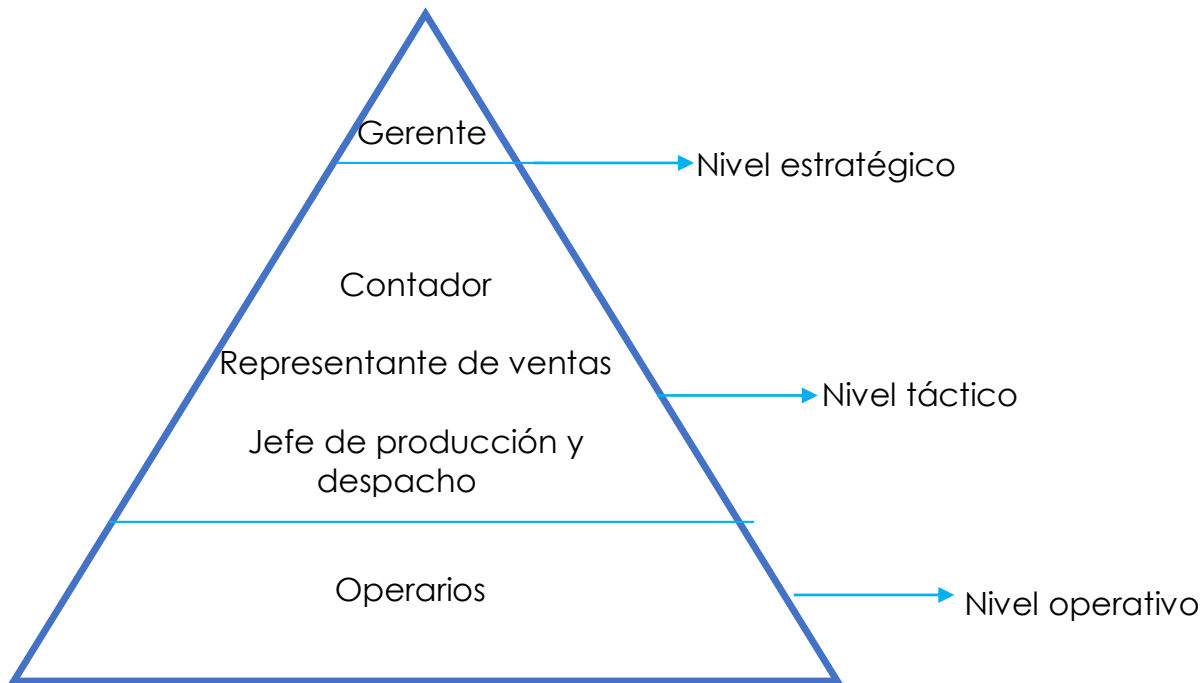 Gerente
Nivel estratégico
Contador
Representante de ventas
Nivel táctico
Jefe de producción y
despacho
Operarios
Nivel operativo